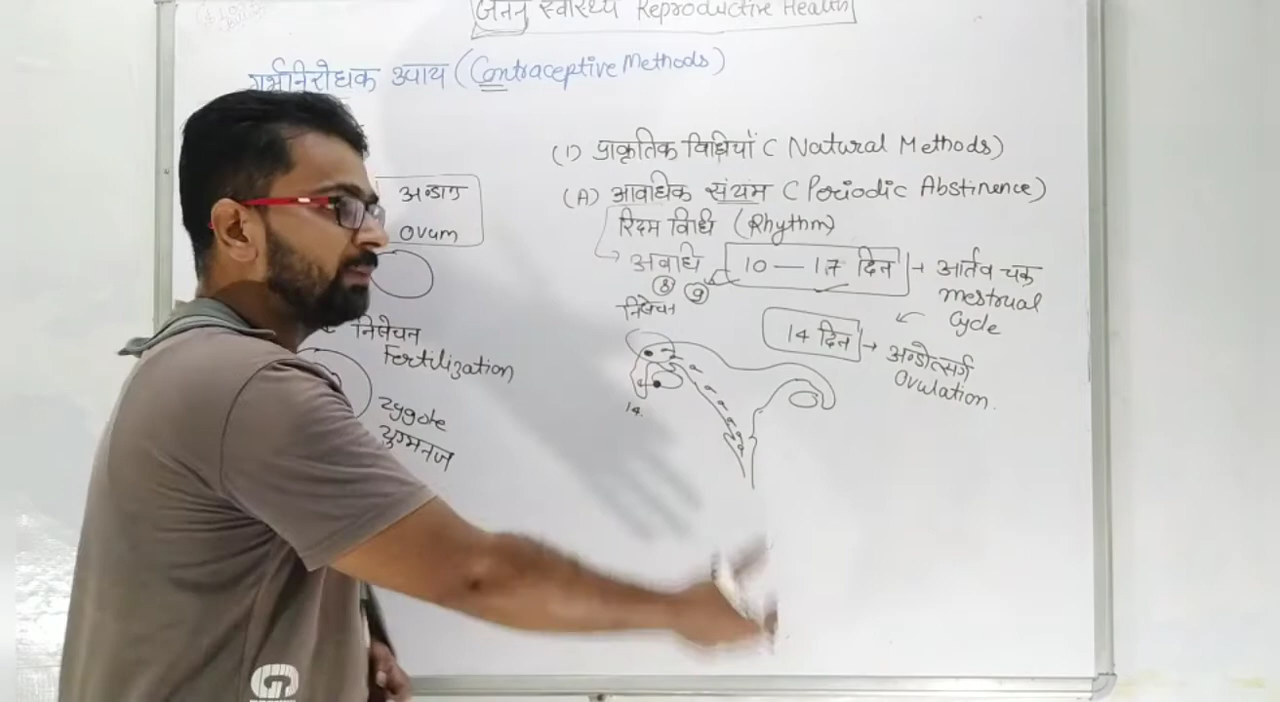 जनन स्वास्थ्य Reproductive Health
गर्भनिरोधक उपाय (Contraceptive Methods)
(1) प्राकृतिक विधियाँ ( Natural Methods)
(A) आवधिक संयम ( Periodic Abstinence)
रिदम विधि (Rhythm)
अवधि 10 — 17 दिन → आर्तव चक्र
mestrual
Cycle
8 9
निषेचन
14 दिन → अण्डोत्सर्ग
Ovulation.
14.
अण्डाणु
Ovum
निषेचन
Fertilization
Zygote
युग्मनज